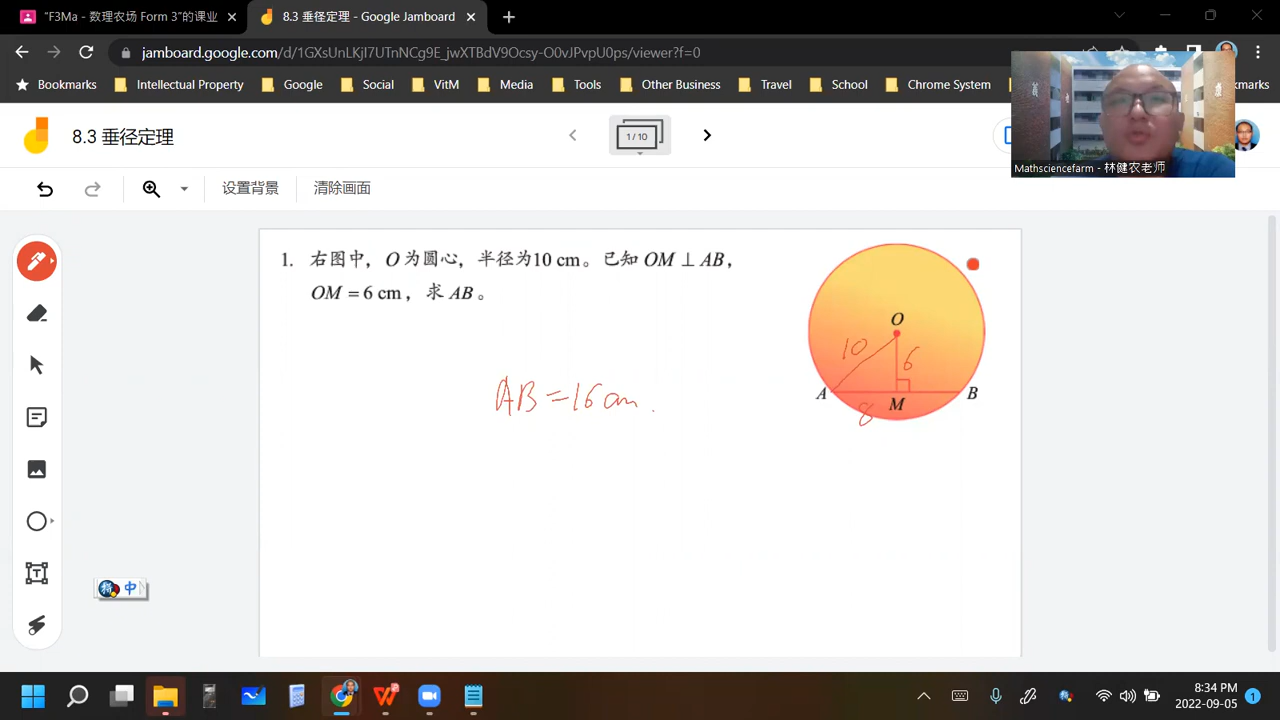 "F3Ma - 数理农场 Form 3"的课业
8.3 垂径定理 - Google Jamboard
jamboard.google.com/d/1GXsUnLKjI7UTnNCq9E_iwXTBdV9Oesy-O0vJPvpU0ps/viewer?f=0
Bookmarks Intellectual Property Google Social VitM Media Tools Other Business Travel School Chrome System
Mathsciencefarm - 林健农老师
8.3 垂径定理
1 / 10
设置背景 清除画面
1. 右图中，O 为圆心，半径为10 cm。已知 OM ⊥ AB，
OM = 6 cm，求 AB。
O
10
6
A
M
B
8
AB = 16 cm.
中
8:34 PM
2022-09-05
1